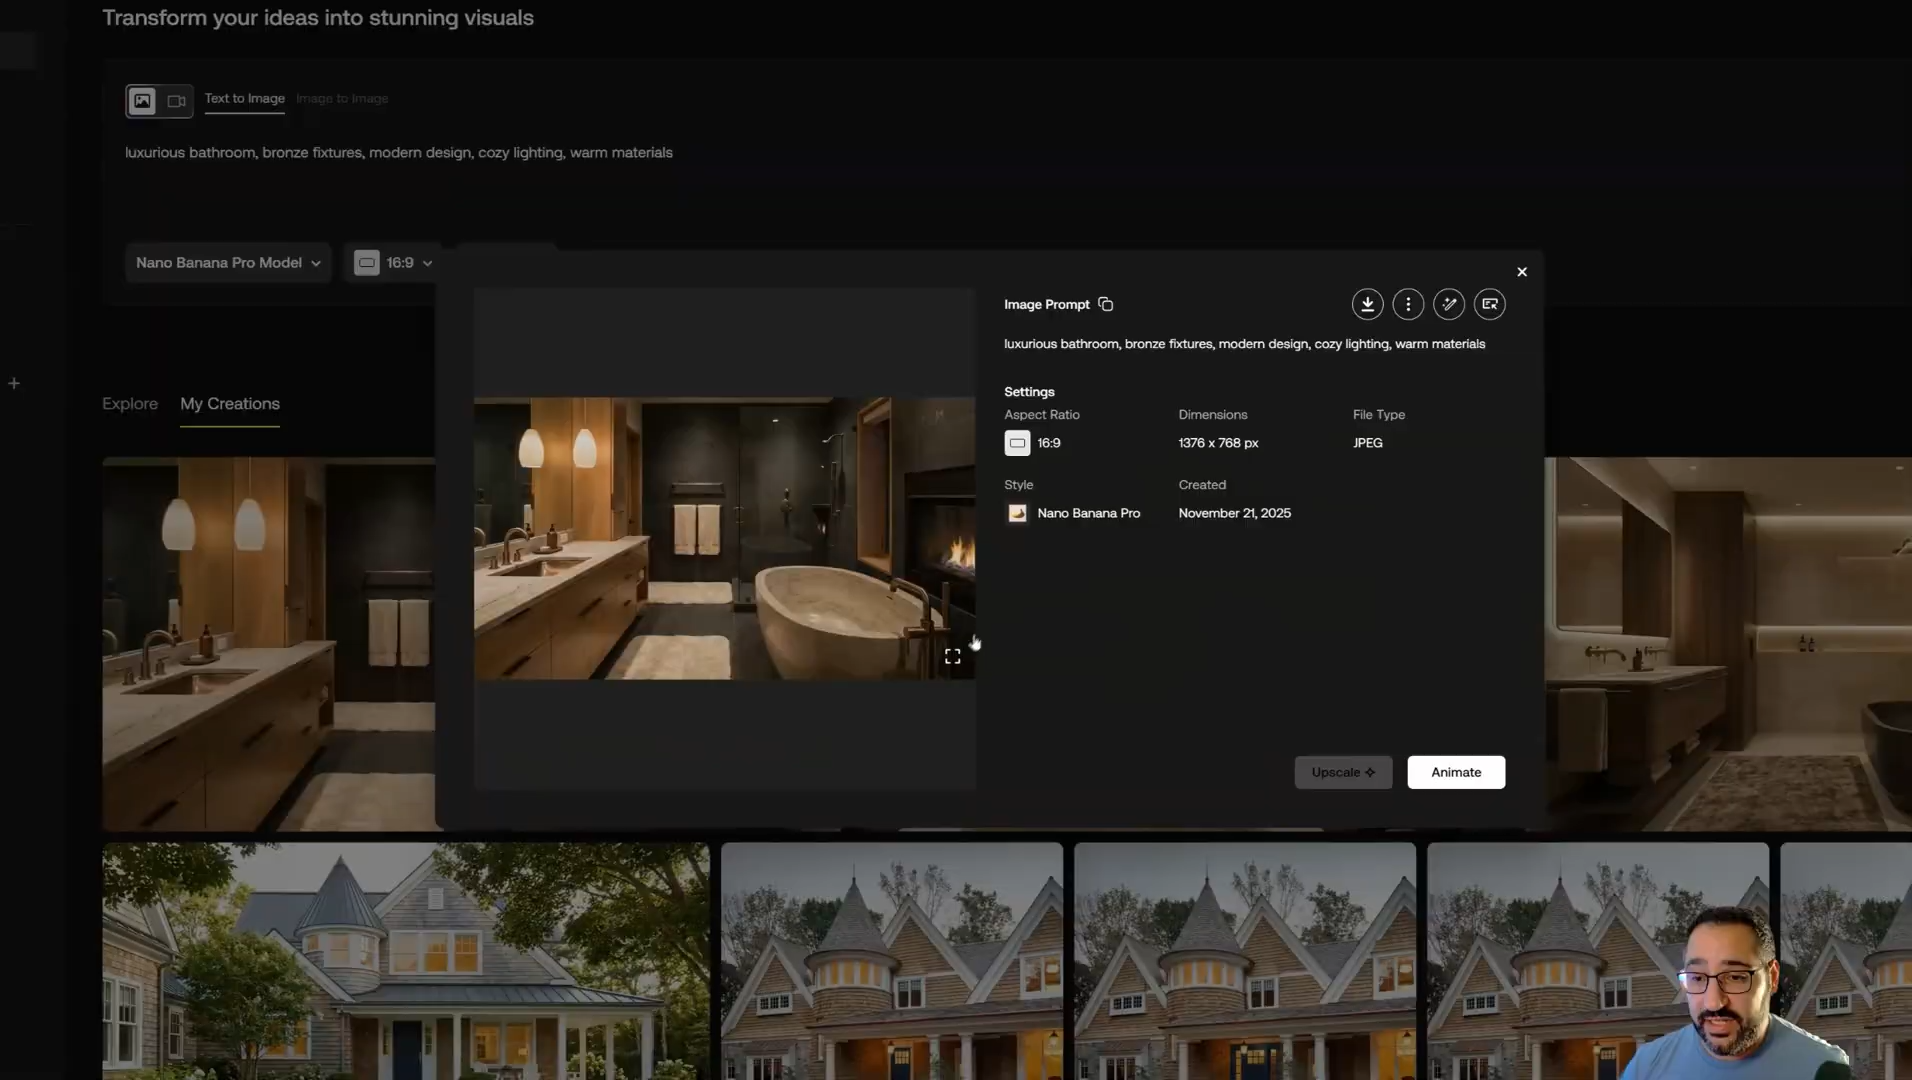 Transform your ideas into stunning visuals
Text to Image
Image to Image
luxurious bathroom, bronze fixtures, modern design, cozy lighting, warm materials
Nano Banana Pro Model
16:9
Explore
My Creations
Image Prompt
luxurious bathroom, bronze fixtures, modern design, cozy lighting, warm materials
Settings
Aspect Ratio
Dimensions
File Type
16:9
1376 x 768 px
JPEG
Style
Created
Nano Banana Pro
November 21, 2025
Upscale
Animate